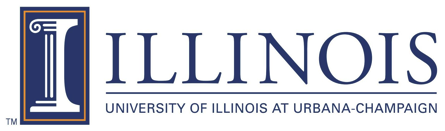 ILLINOIS
UNIVERSITY OF ILLINOIS AT URBANA-CHAMPAIGN
TM